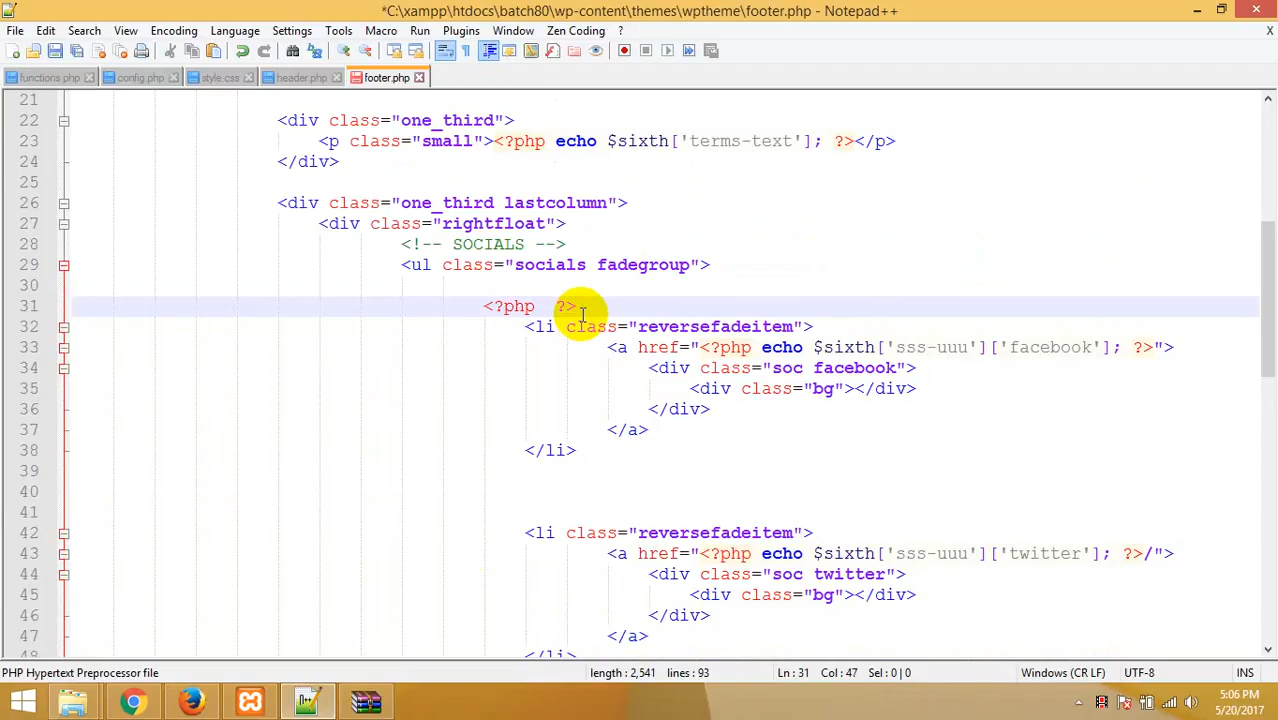 *C:\xampp\htdocs\batch80\wp-content\themes\wptheme\footer.php - Notepad++
File Edit Search View Encoding Language Settings Tools Macro Run Plugins Window Zen Coding ? X
functions.php config.php style.css header.php footer.php
21
22 <div class="one_third">
23 <p class="small"><?php echo $sixth['terms-text']; ?></p>
24 </div>
25
26 <div class="one_third lastcolumn">
27 <div class="rightfloat">
28 <!-- SOCIALS -->
29 <ul class="socials fadegroup">
30
31 <?php  ?>
32 <li class="reversefadeitem">
33 <a href="<?php echo $sixth['sss-uuu']['facebook']; ?>">
34 <div class="soc facebook">
35 <div class="bg"></div>
36 </div>
37 </a>
38 </li>
39
40
41
42 <li class="reversefadeitem">
43 <a href="<?php echo $sixth['sss-uuu']['twitter']; ?>/">
44 <div class="soc twitter">
45 <div class="bg"></div>
46 </div>
47 </a>
48 </li>
PHP Hypertext Preprocessor file length : 2,541 lines : 93 Ln : 31 Col : 47 Sel : 0 | 0 Windows (CR LF) UTF-8 INS
5:06 PM
5/20/2017